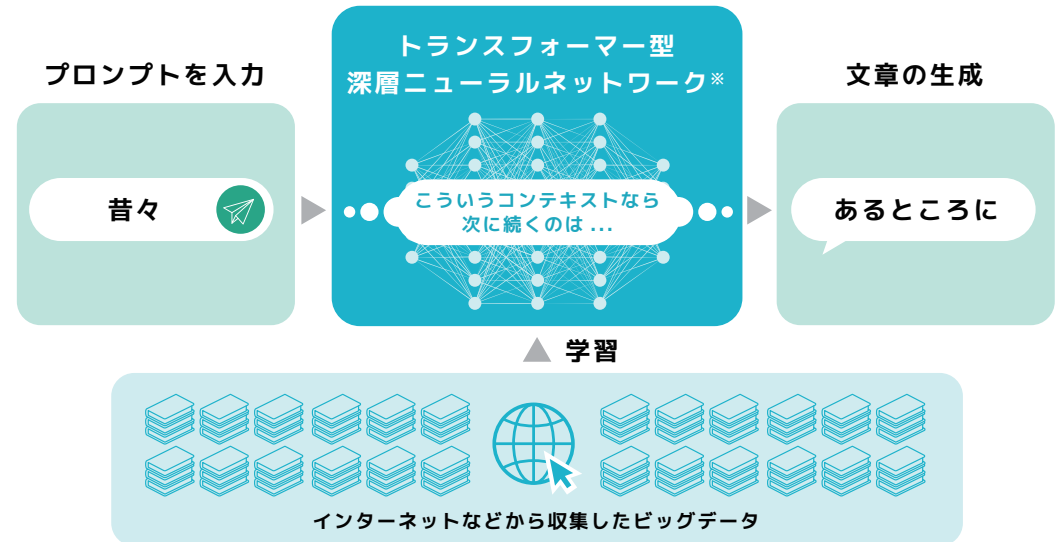 プロンプトを入力
昔々
トランスフォーマー型
深層ニューラルネットワーク※
こういうコンテキストなら
次に続くのは ...
文章の生成
あるところに
学習
インターネットなどから収集したビッグデータ